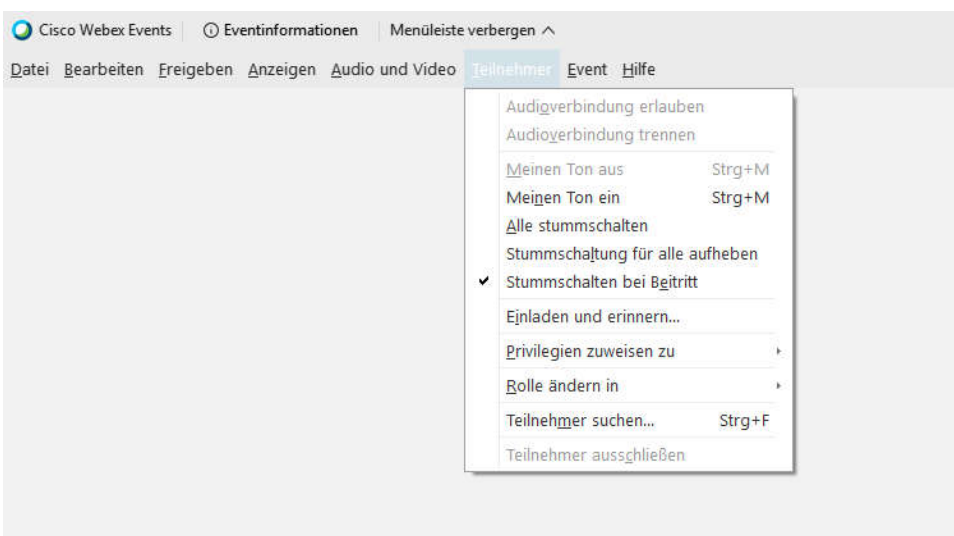 Cisco Webex Events Eventinformationen Menüleiste verbergen
Datei Bearbeiten Freigeben Anzeigen Audio und Video Teilnehmer Event Hilfe
Audioverbindung erlauben
Audioverbindung trennen
Meinen Ton aus Strg+M
Meinen Ton ein Strg+M
Alle stummschalten
Stummschaltung für alle aufheben
Stummschalten bei Beitritt
Einladen und erinnern...
Privilegien zuweisen zu
Rolle ändern in
Teilnehmer suchen... Strg+F
Teilnehmer ausschließen